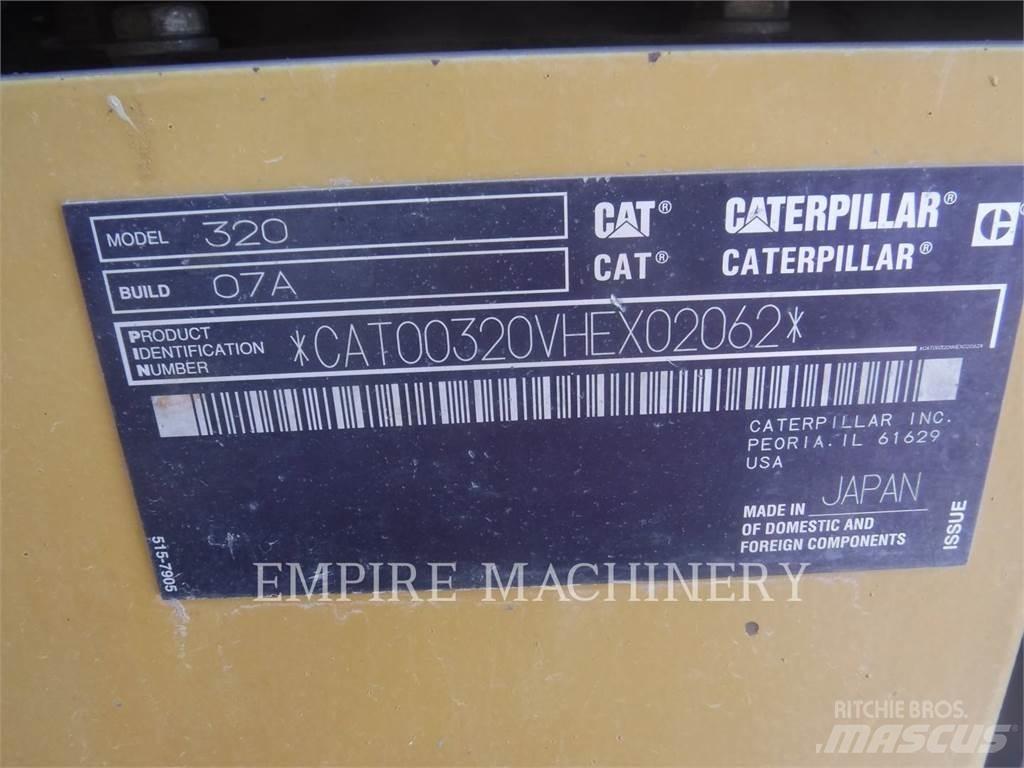 MODEL 320
BUILD 07A
CAT® CATERPILLAR®
CAT® CATERPILLAR®
PRODUCT
IDENTIFICATION
NUMBER
*CAT00320VHEX02062*
*CAT00320VHEX02062*
CATERPILLAR INC.
PEORIA, IL 61629
USA
MADE IN JAPAN
OF DOMESTIC AND
FOREIGN COMPONENTS
ISSUE
515-7905
EMPIRE MACHINERY
RITCHIE BROS.
MASCUS